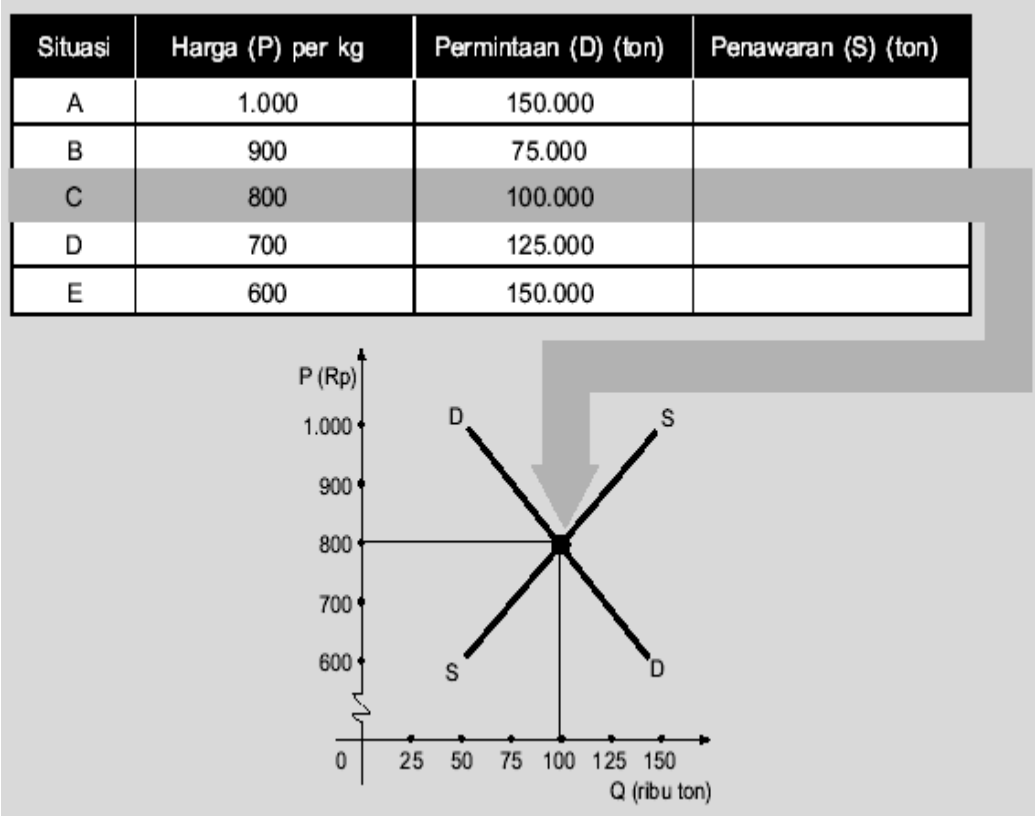 Situasi Harga (P) per kg Permintaan (D) (ton) Penawaran (S) (ton)
A 1.000 150.000
B 900 75.000
C 800 100.000
D 700 125.000
E 600 150.000
P (Rp)
1.000
900
800
700
600
D S
S D
0 25 50 75 100 125 150
Q (ribu ton)